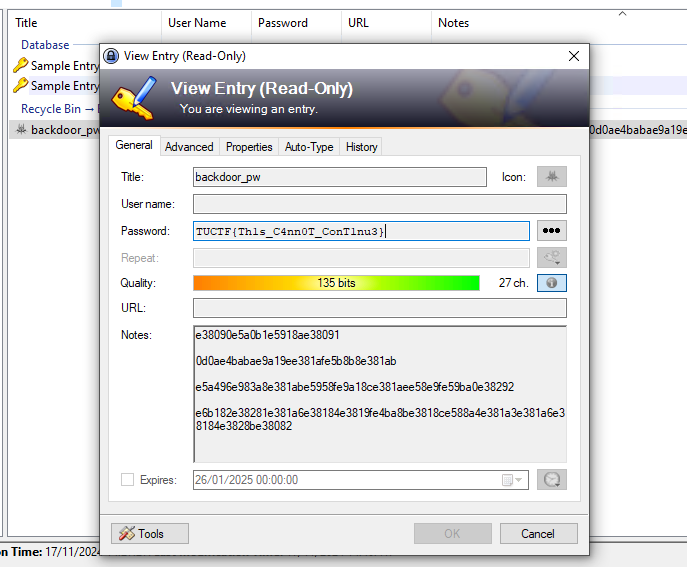 Title User Name Password URL Notes
Database
Sample Entry
Sample Entry
Recycle Bin →
backdoor_pw
0d0ae4babae9a19e
View Entry (Read-Only)
View Entry (Read-Only)
You are viewing an entry.
General Advanced Properties Auto-Type History
Title: backdoor_pw Icon:
User name:
Password: TUCTF{Th1s_C4nn0T_ConT1nu3}
Repeat:
Quality: 135 bits 27 ch.
URL:
Notes: e38090e5a0b1e5918ae38091
0d0ae4babae9a19ee381afe5b8b8e381ab
e5a496e983a8e381abe5958fe9a18ce381aee58e9fe59ba0e38292
e6b182e38281e381a6e38184e3819fe4ba8be3818ce588a4e381a3e381a6e3
8184e3828be38082
Expires: 26/01/2025 00:00:00
Tools OK Cancel
on Time: 17/11/2024